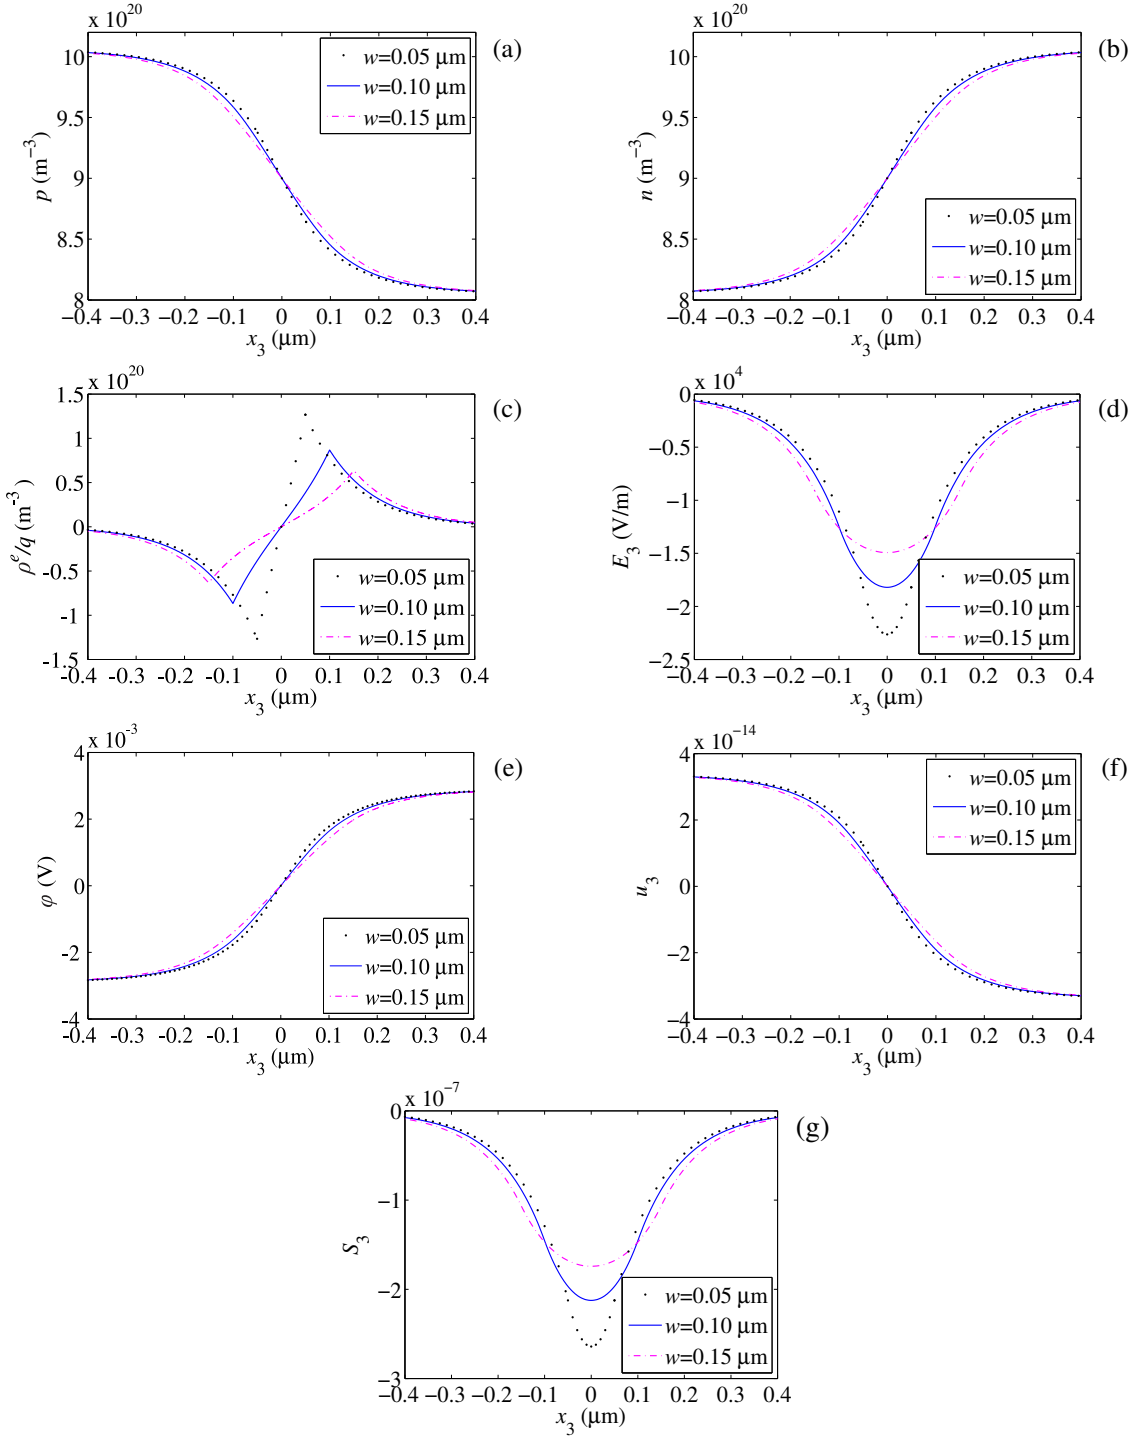 x 10^20
10
9.5
9
8.5
8
p (m^−3)
−0.4 −0.3 −0.2 −0.1 0 0.1 0.2 0.3 0.4
x_3 (μm)
w=0.05 μm
w=0.10 μm
w=0.15 μm
(a)
x 10^20
10
9.5
9
8.5
8
n (m^−3)
−0.4 −0.3 −0.2 −0.1 0 0.1 0.2 0.3 0.4
x_3 (μm)
w=0.05 μm
w=0.10 μm
w=0.15 μm
(b)
x 10^20
1.5
1
0.5
0
-0.5
-1
-1.5
ρ^e/q (m^-3)
-0.4 -0.3 -0.2 -0.1 0 0.1 0.2 0.3 0.4
x_3 (μm)
w=0.05 μm
w=0.10 μm
w=0.15 μm
(c)
x 10^4
0
−0.5
−1
−1.5
−2
−2.5
E_3 (V/m)
−0.4 −0.3 −0.2 −0.1 0 0.1 0.2 0.3 0.4
x_3 (μm)
w=0.05 μm
w=0.10 μm
w=0.15 μm
(d)
x 10^−3
4
2
0
-2
-4
φ (V)
-0.4 -0.3 -0.2 -0.1 0 0.1 0.2 0.3 0.4
x_3 (μm)
w=0.05 μm
w=0.10 μm
w=0.15 μm
(e)
x 10^−14
4
2
0
−2
−4
u_3
−0.4 −0.3 −0.2 −0.1 0 0.1 0.2 0.3 0.4
x_3 (μm)
w=0.05 μm
w=0.10 μm
w=0.15 μm
(f)
x 10^−7
0
−1
−2
−3
S_3
−0.4 −0.3 −0.2 −0.1 0 0.1 0.2 0.3 0.4
x_3 (μm)
w=0.05 μm
w=0.10 μm
w=0.15 μm
(g)